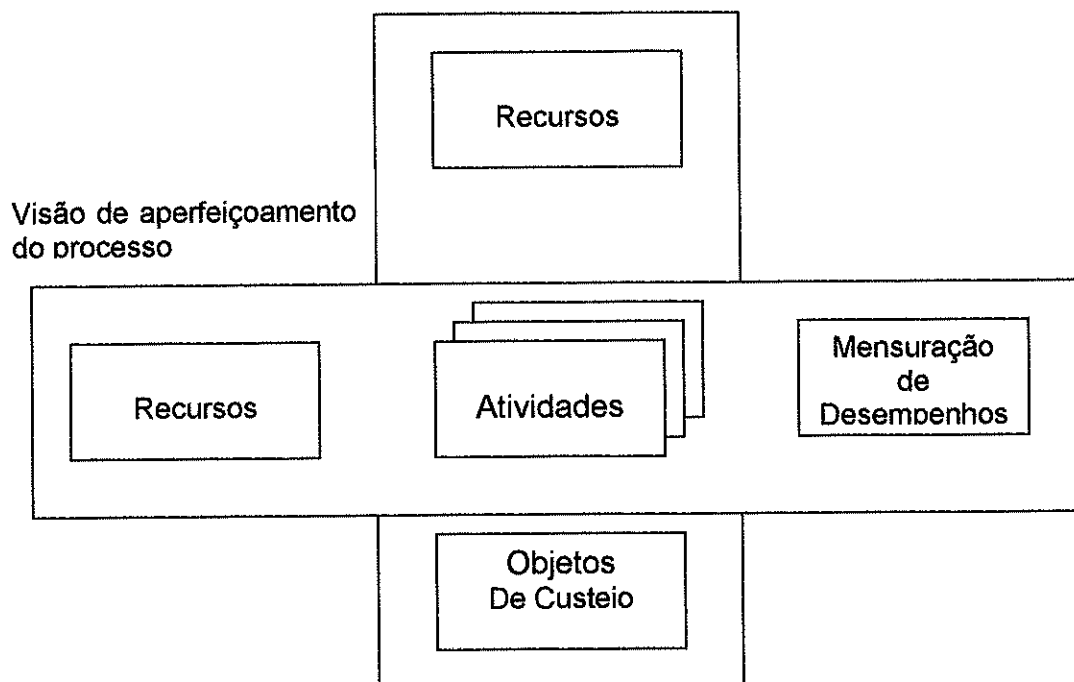 Recursos
Visão de aperfeiçoamento
do processo
Recursos
Atividades
Mensuração
de
Desempenhos
Objetos
De Custeio